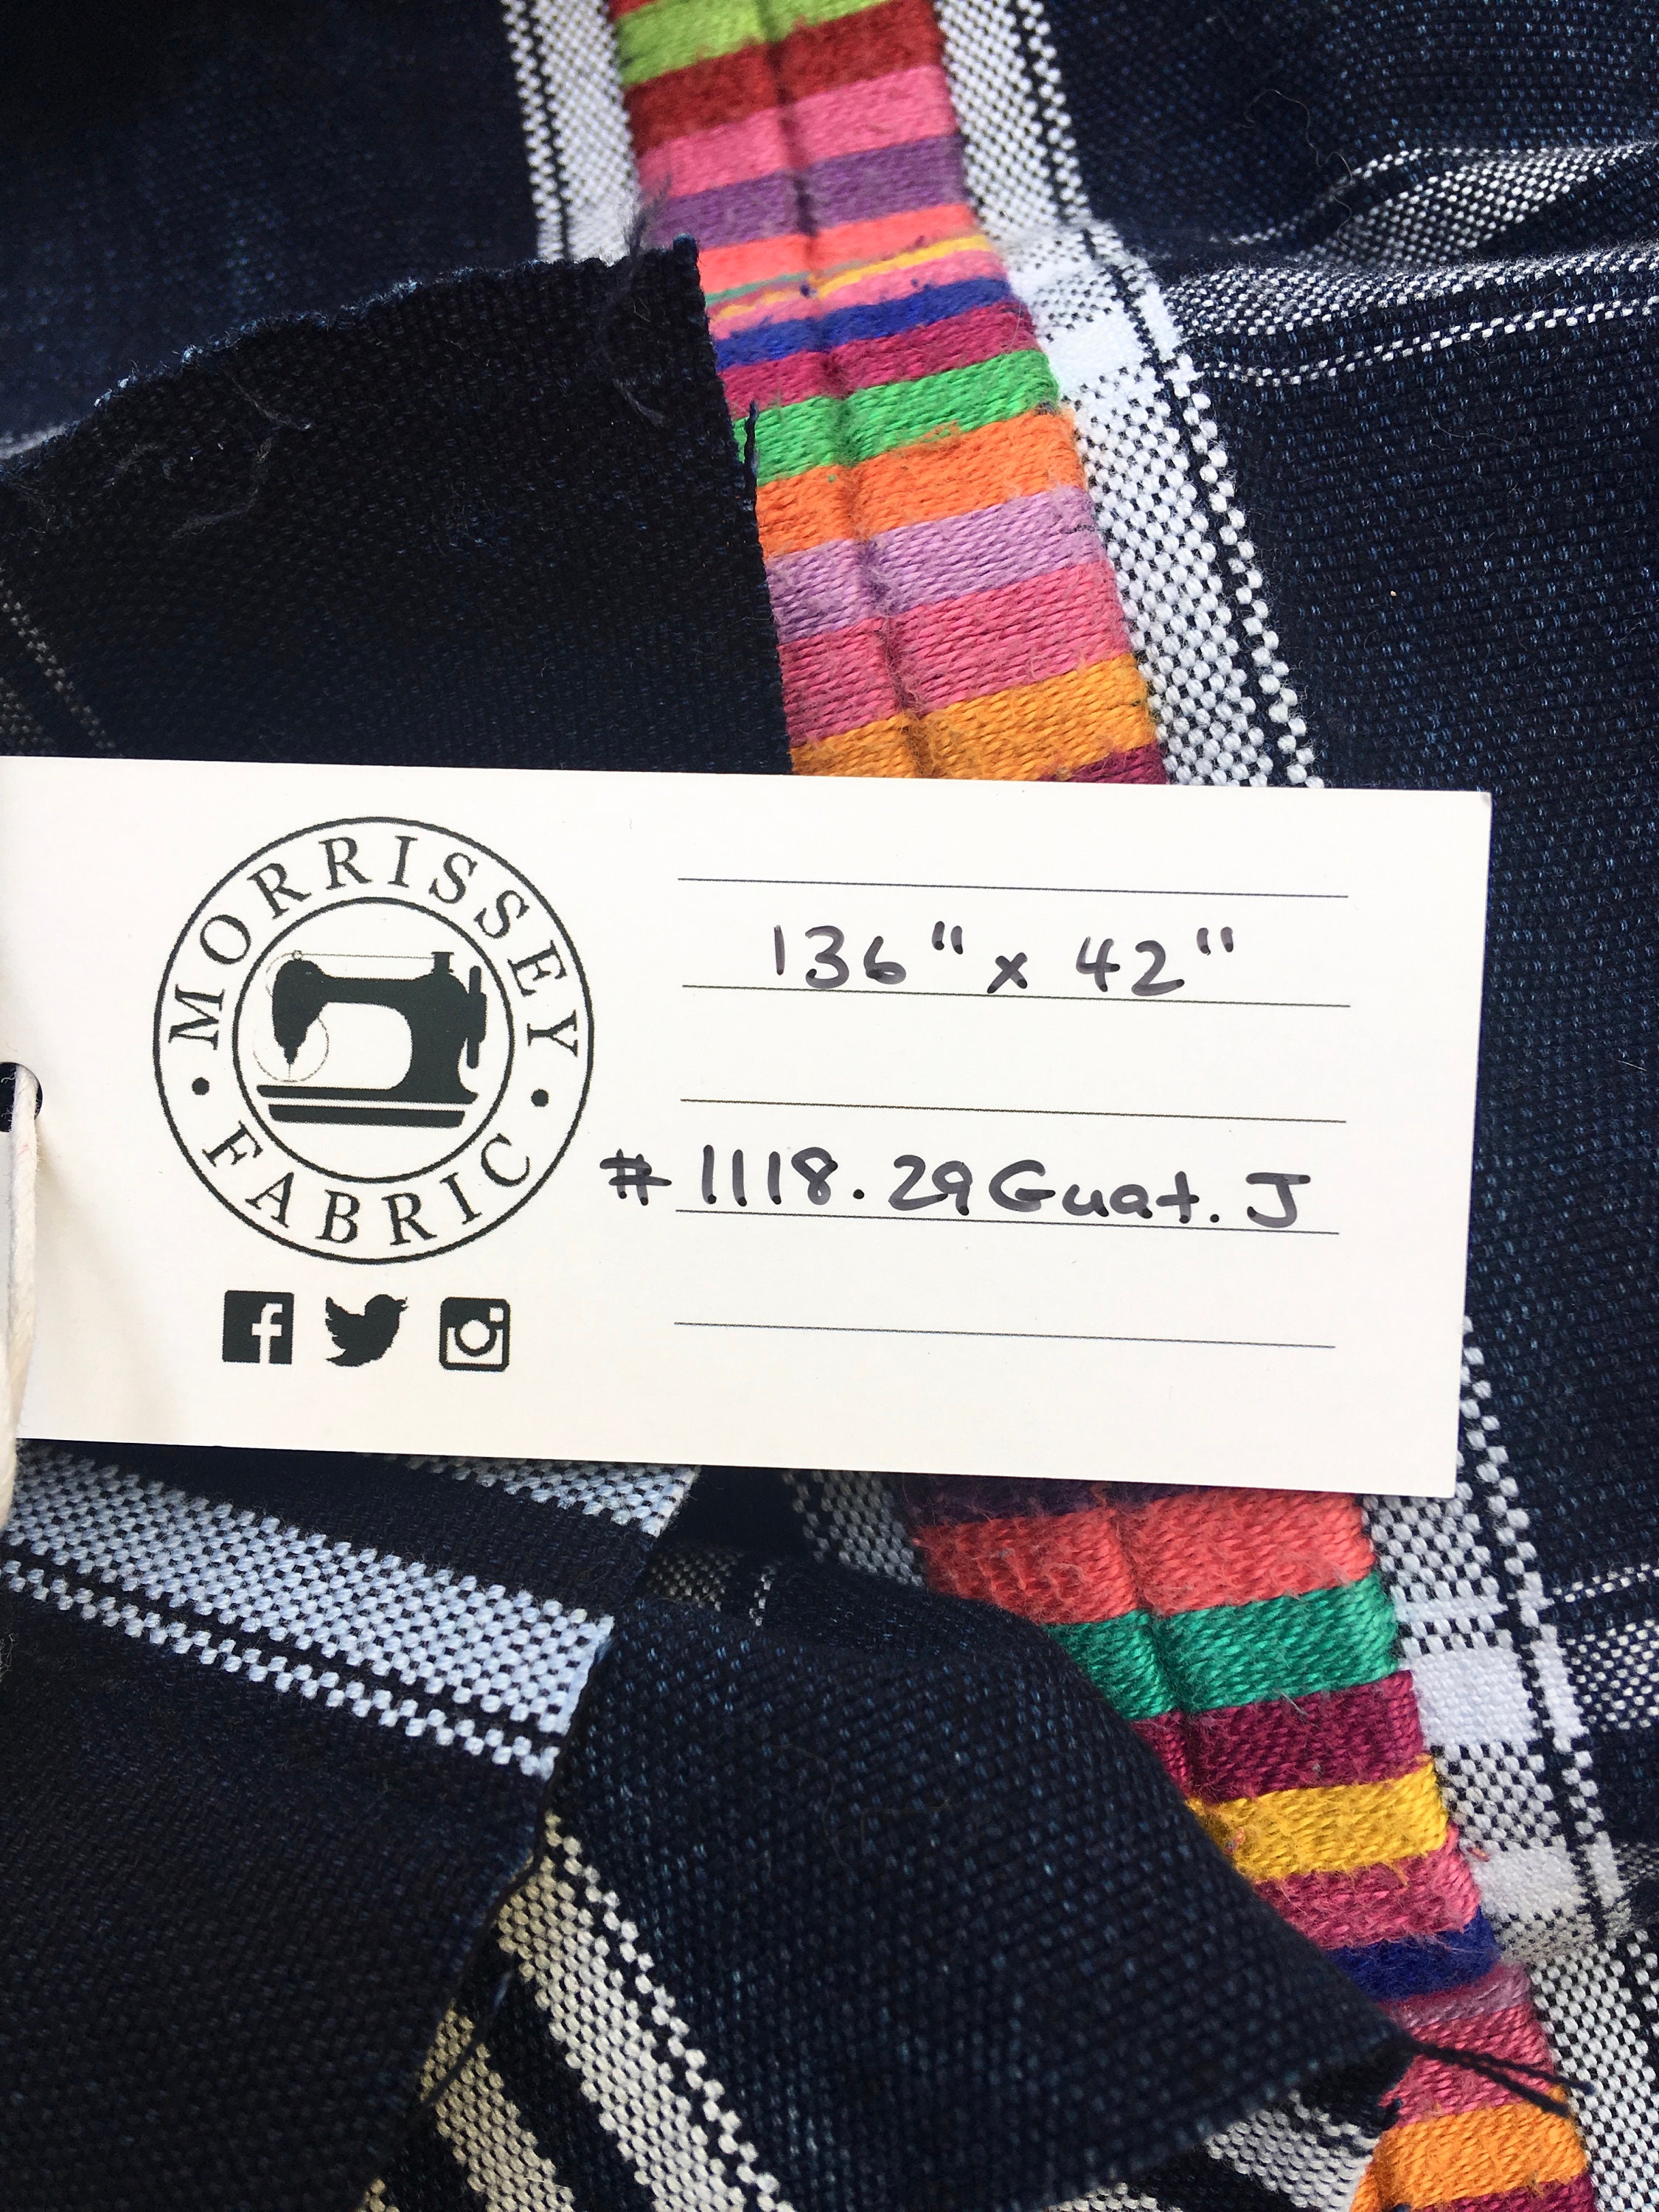 MORRISSEY
FABRIC
136" x 42"
# 1118.29 Guat. J